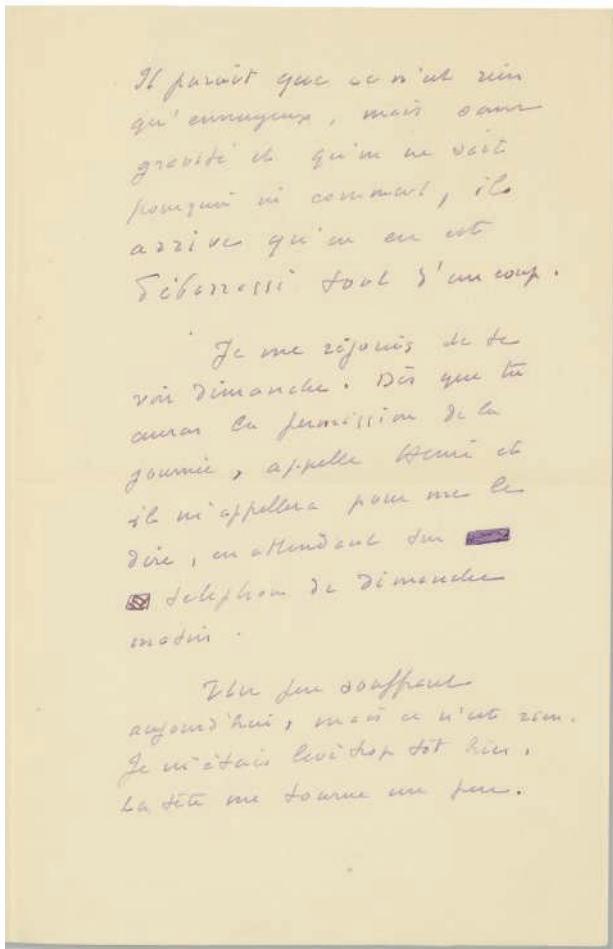 Il paraît que ce n'est rien
qu'ennuyeux, mais sans
gravité et qu'on ne sait
pourquoi ni comment, il
arrive qu'on en est
débarrassé tout d'un coup.
Je me réjouis de te
voir dimanche. Dès que tu
auras la permission de la
journée, appelle Henri et
il m'appellera pour me le
dire, en attendant ton
telephon de dimanche
matin.
Un peu souffrant
aujourd'hui, mais ce n'est rien.
Je m'étais levé trop tôt hier.
La tête me tourne un peu.